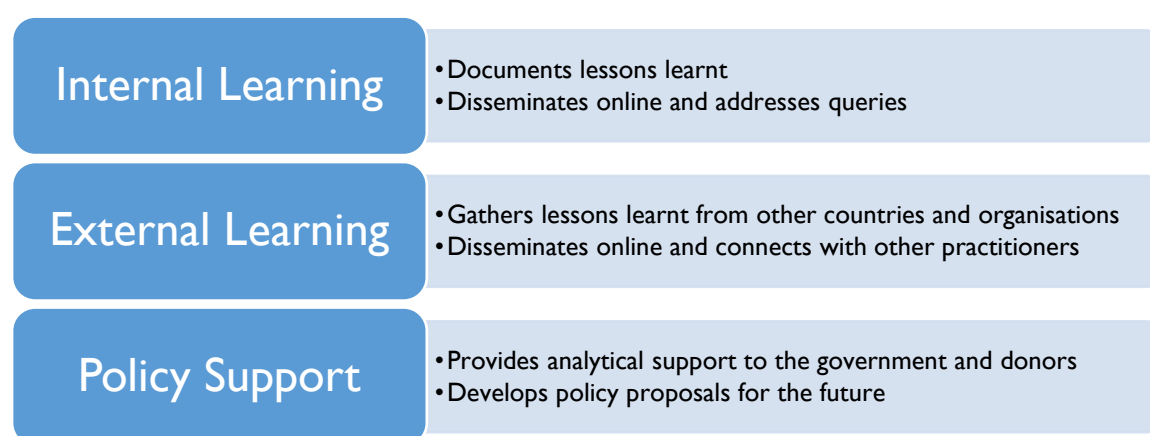 Internal Learning
•Documents lessons learnt
•Disseminates online and addresses queries
External Learning
•Gathers lessons learnt from other countries and organisations
•Disseminates online and connects with other practitioners
Policy Support
•Provides analytical support to the government and donors
•Develops policy proposals for the future